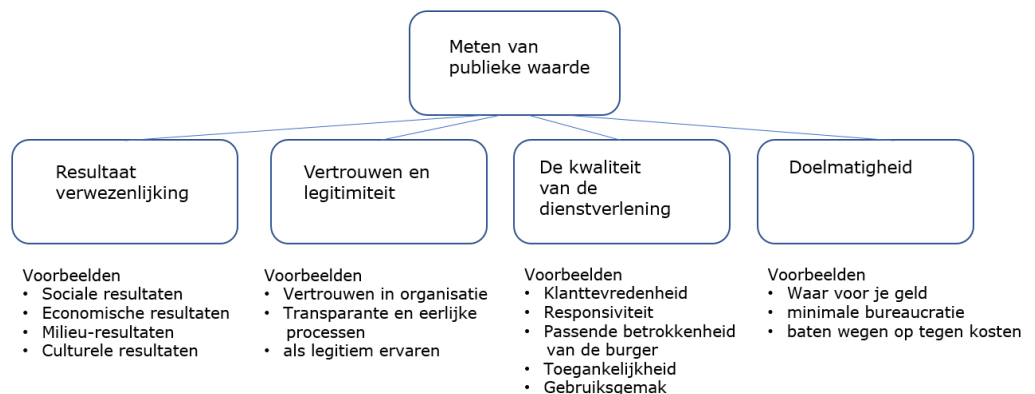 Meten van
publieke waarde
Resultaat
verwezenlijking
Vertrouwen en
legitimiteit
De kwaliteit
van de
dienstverlening
Doelmatigheid
Voorbeelden
• Sociale resultaten
• Economische resultaten
• Milieu-resultaten
• Culturele resultaten
Voorbeelden
• Vertrouwen in organisatie
• Transparante en eerlijke
processen
• als legitiem ervaren
Voorbeelden
• Klanttevredenheid
• Responsiviteit
• Passende betrokkenheid
van de burger
• Toegankelijkheid
• Gebruiksgemak
Voorbeelden
• Waar voor je geld
• minimale bureaucratie
• baten wegen op tegen kosten